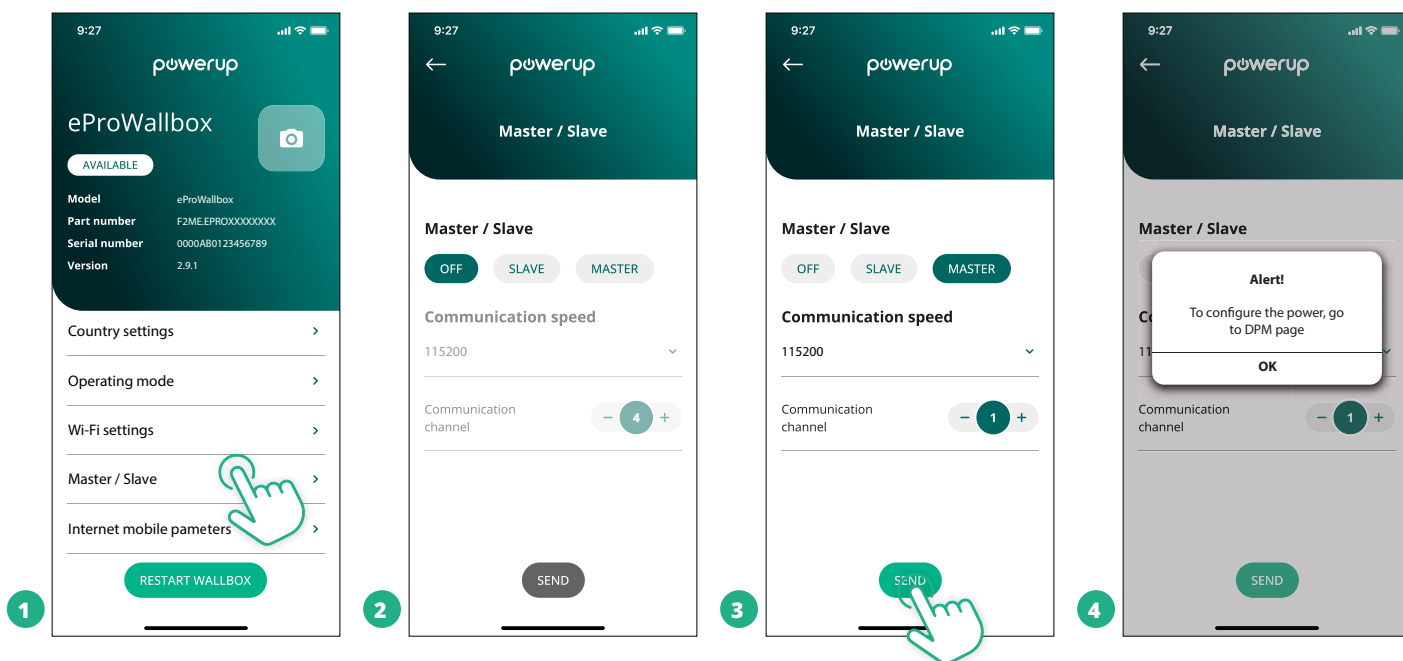 9:27
powerup
eProWallbox
AVAILABLE
Model eProWallbox
Part number F2ME.EPROXXXXXXXX
Serial number 0000AB0123456789
Version 2.9.1
Country settings
Operating mode
Wi-Fi settings
Master / Slave
Internet mobile pameters
RESTART WALLBOX
1
9:27
powerup
Master / Slave
Master / Slave
OFF SLAVE MASTER
Communication speed
115200
Communication
channel
− 4 +
SEND
2
9:27
powerup
Master / Slave
Master / Slave
OFF SLAVE MASTER
Communication speed
115200
Communication
channel
− 1 +
SEND
3
9:27
powerup
Master / Slave
Master / Slave
Alert!
To configure the power, go
to DPM page
OK
Communication
channel
− 1 +
SEND
4